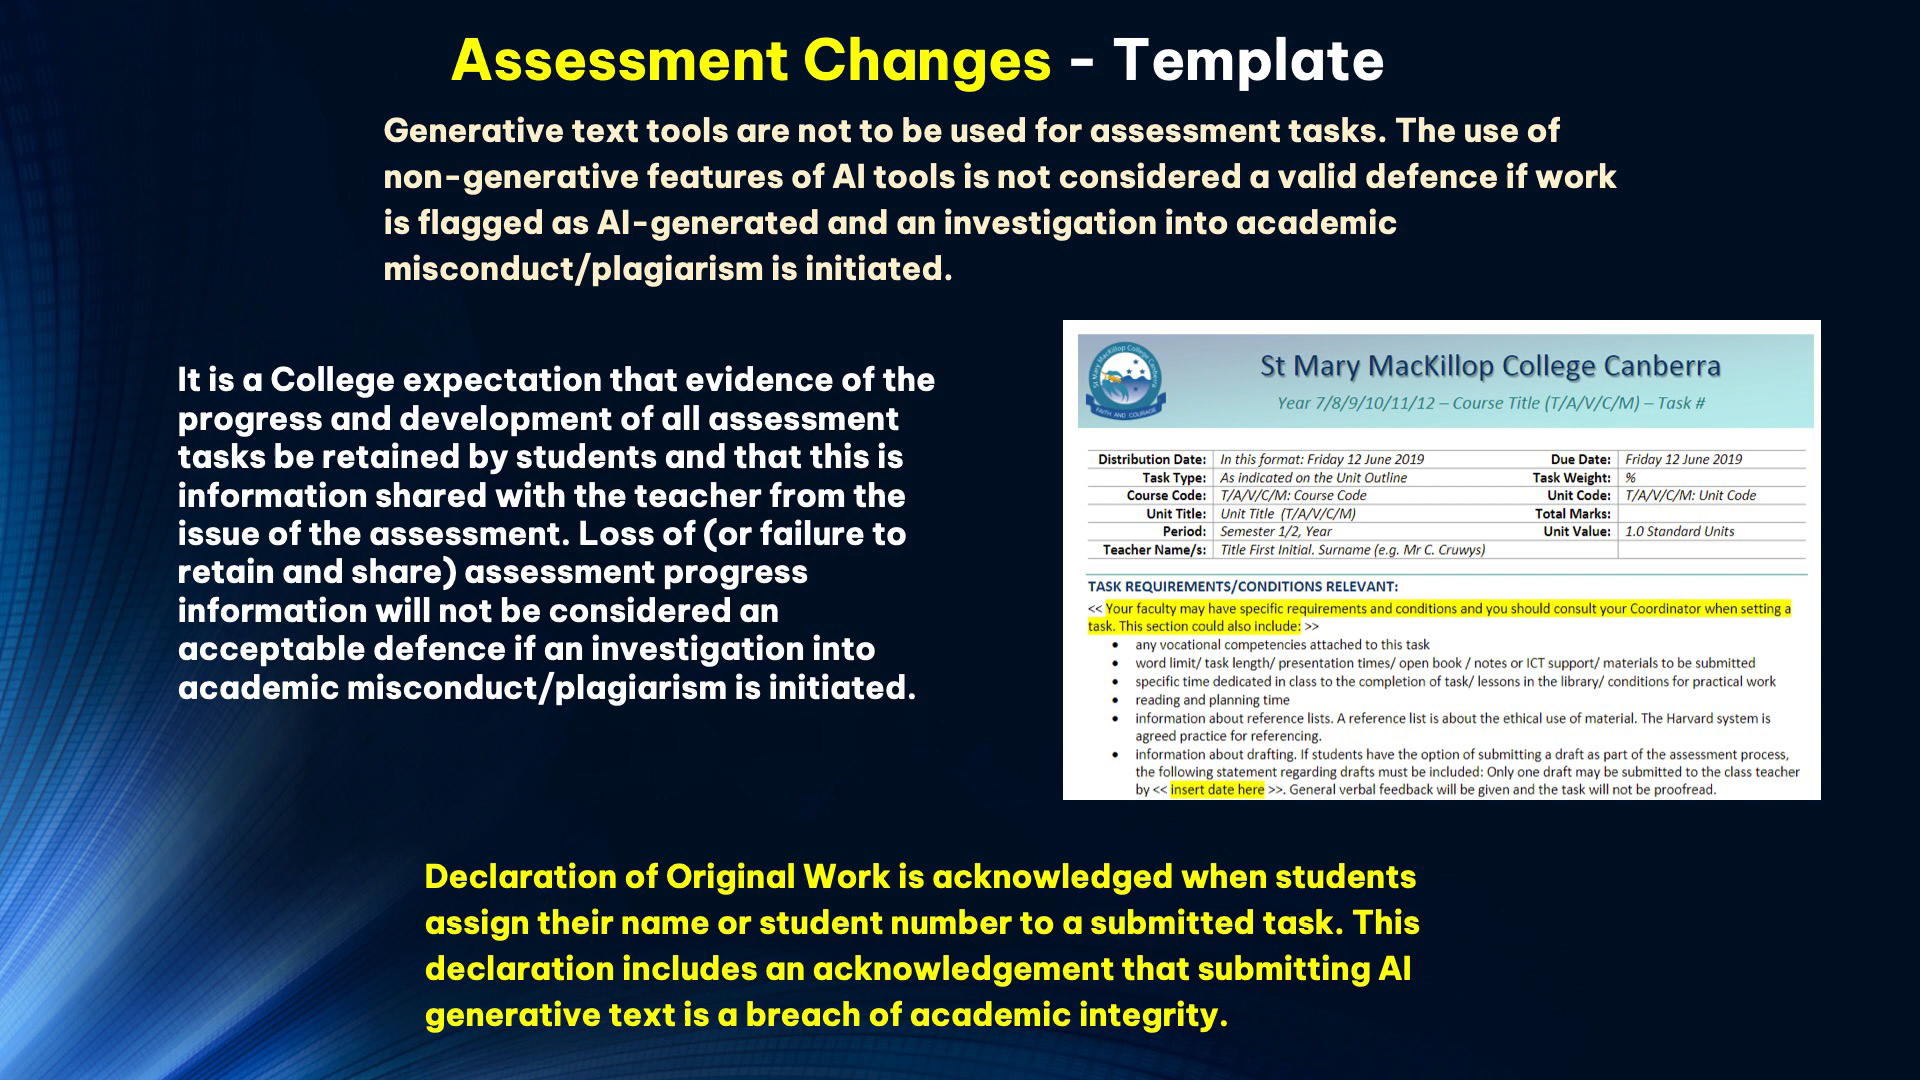 Assessment Changes - Template
Generative text tools are not to be used for assessment tasks. The use of
non-generative features of AI tools is not considered a valid defence if work
is flagged as AI-generated and an investigation into academic
misconduct/plagiarism is initiated.
It is a College expectation that evidence of the
progress and development of all assessment
tasks be retained by students and that this is
information shared with the teacher from the
issue of the assessment. Loss of (or failure to
retain and share) assessment progress
information will not be considered an
acceptable defence if an investigation into
academic misconduct/plagiarism is initiated.
St Mary MacKillop College Canberra
FAITH AND COURAGE
St Mary MacKillop College Canberra
Year 7/8/9/10/11/12 – Course Title (T/A/V/C/M) – Task #
Distribution Date: In this format: Friday 12 June 2019 Due Date: Friday 12 June 2019
Task Type: As indicated on the Unit Outline Task Weight: %
Course Code: T/A/V/C/M: Course Code Unit Code: T/A/V/C/M: Unit Code
Unit Title: Unit Title (T/A/V/C/M) Total Marks:
Period: Semester 1/2, Year Unit Value: 1.0 Standard Units
Teacher Name/s: Title First Initial. Surname (e.g. Mr C. Cruwys)
TASK REQUIREMENTS/CONDITIONS RELEVANT:
<< Your faculty may have specific requirements and conditions and you should consult your Coordinator when setting a
task. This section could also include: >>
• any vocational competencies attached to this task
• word limit/ task length/ presentation times/ open book / notes or ICT support/ materials to be submitted
• specific time dedicated in class to the completion of task/ lessons in the library/ conditions for practical work
• reading and planning time
• information about reference lists. A reference list is about the ethical use of material. The Harvard system is
agreed practice for referencing.
• information about drafting. If students have the option of submitting a draft as part of the assessment process,
the following statement regarding drafts must be included: Only one draft may be submitted to the class teacher
by << insert date here >>. General verbal feedback will be given and the task will not be proofread.
Declaration of Original Work is acknowledged when students
assign their name or student number to a submitted task. This
declaration includes an acknowledgement that submitting AI
generative text is a breach of academic integrity.